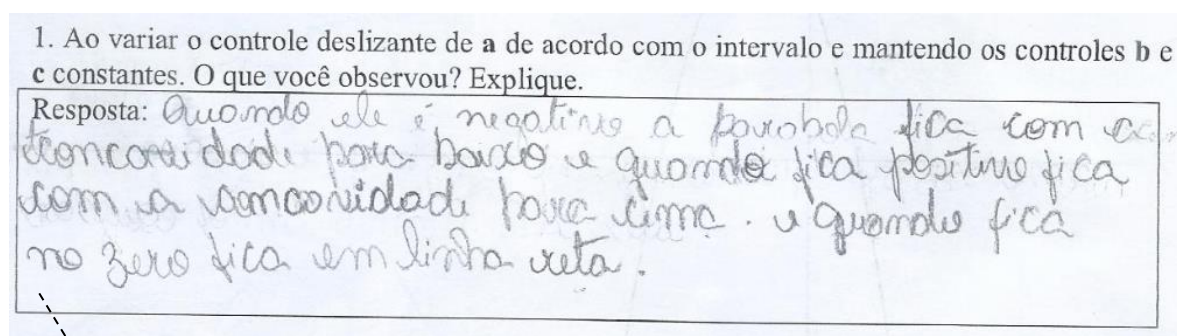 1. Ao variar o controle deslizante de a de acordo com o intervalo e mantendo os controles b e
c constantes. O que você observou? Explique.
Resposta: Quando ele é negativo a parabola fica com a
concavidade para baixo e quando fica positivo fica
com a concavidade para cima. e quando fica
no zero fica em linha reta.